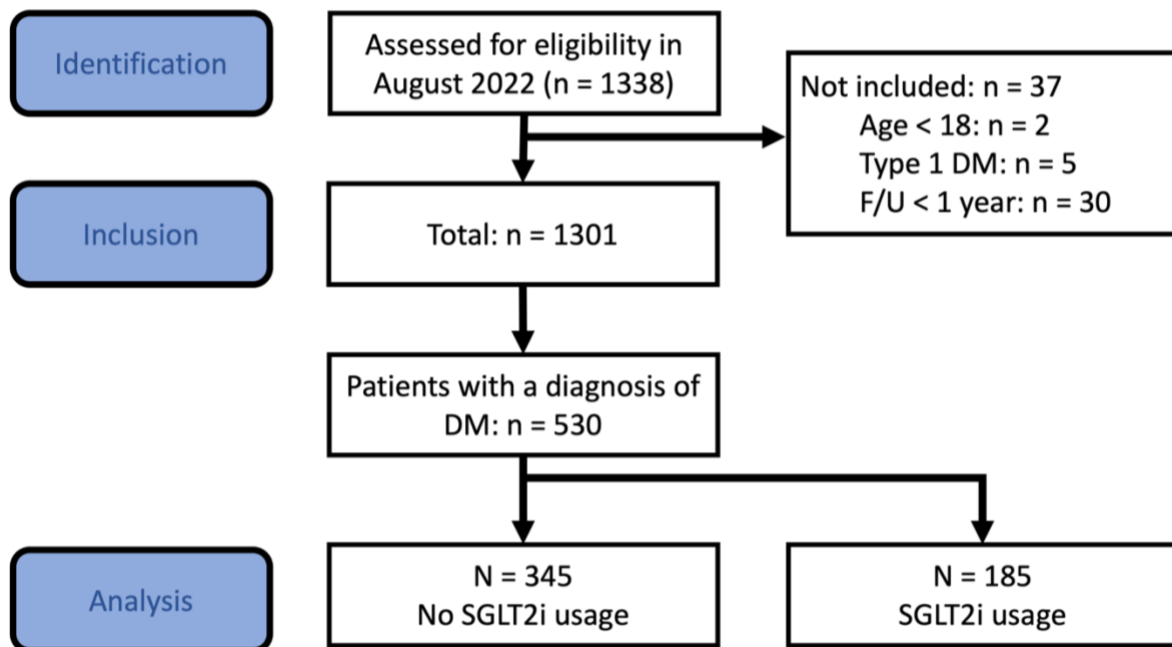 Identification
Assessed for eligibility in
August 2022 (n = 1338)
Not included: n = 37
Age < 18: n = 2
Type 1 DM: n = 5
F/U < 1 year: n = 30
Inclusion
Total: n = 1301
Patients with a diagnosis of
DM: n = 530
Analysis
N = 345
No SGLT2i usage
N = 185
SGLT2i usage